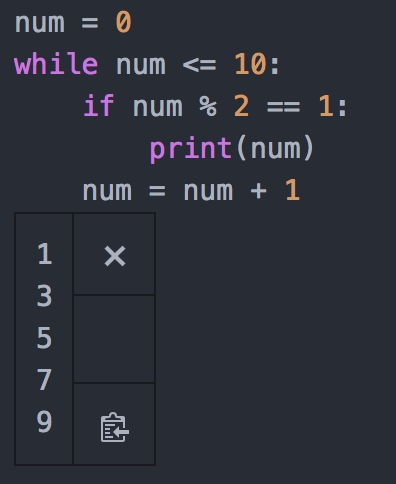 num = 0
while num <= 10:
    if num % 2 == 1:
        print(num)
    num = num + 1
1
3
5
7
9